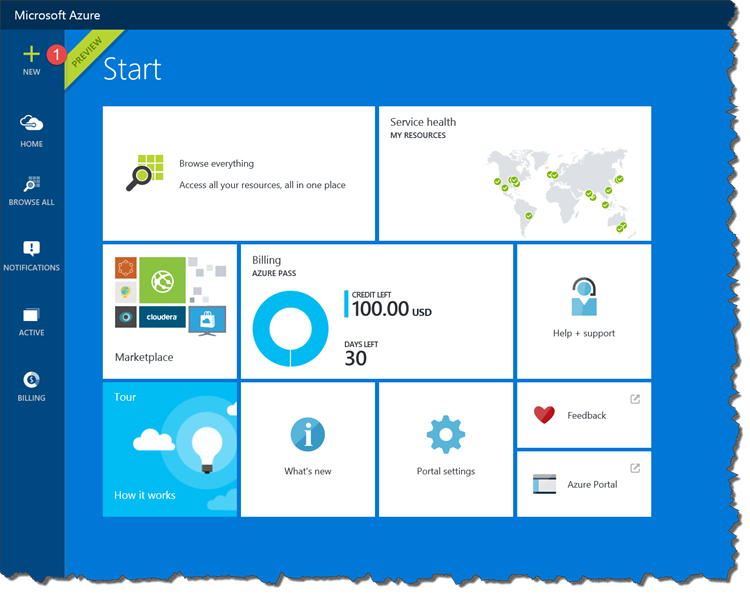 Microsoft Azure
NEW
1
PREVIEW
Start
HOME
BROWSE ALL
NOTIFICATIONS
ACTIVE
BILLING
Browse everything
Access all your resources, all in one place
Service health
MY RESOURCES
cloudera
Marketplace
Billing
AZURE PASS
CREDIT LEFT
100.00 USD
DAYS LEFT
30
Help + support
Tour
How it works
What's new
Portal settings
Feedback
Azure Portal